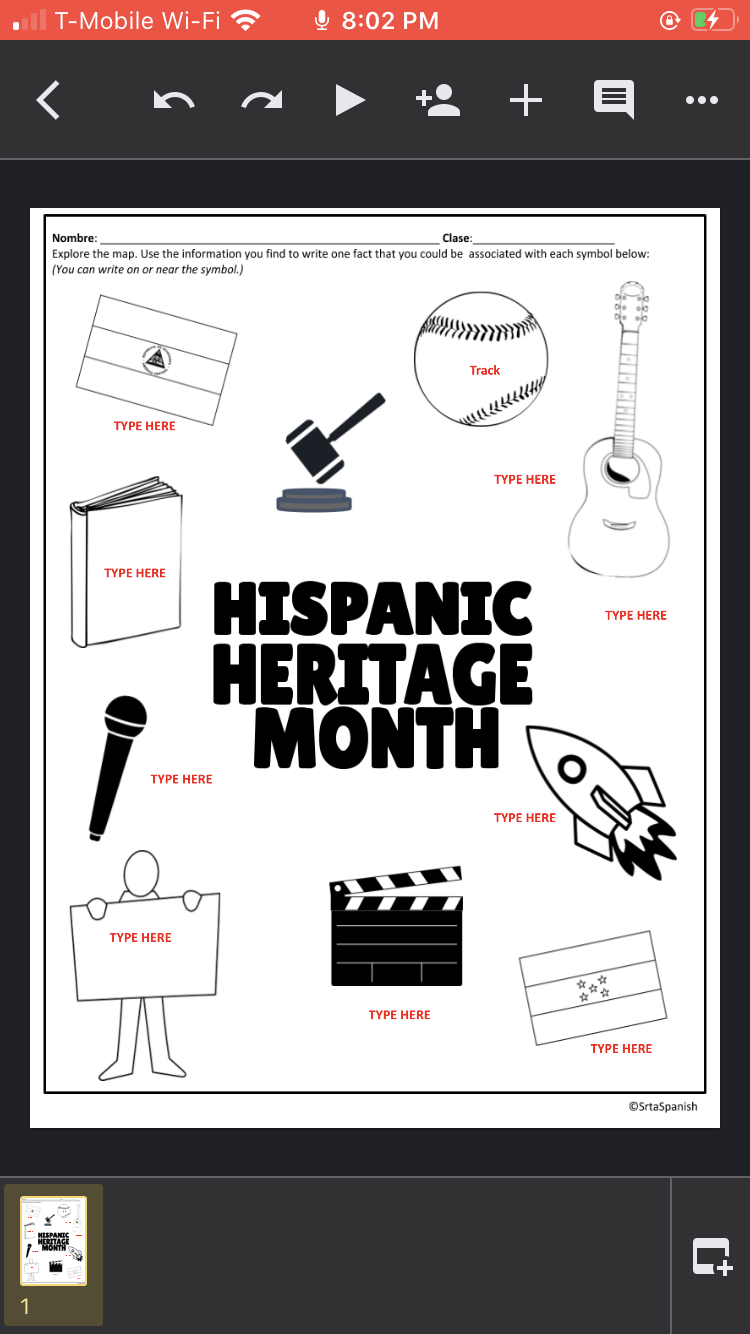 T-Mobile Wi-Fi 8:02 PM
Nombre: Clase:
Explore the map. Use the information you find to write one fact that you could be associated with each symbol below:
(You can write on or near the symbol.)
Track
TYPE HERE
TYPE HERE
TYPE HERE
HISPANIC
HERITAGE
MONTH
TYPE HERE
TYPE HERE
TYPE HERE
TYPE HERE
TYPE HERE
TYPE HERE
©SrtaSpanish
HISPANIC
HERITAGE
MONTH
1